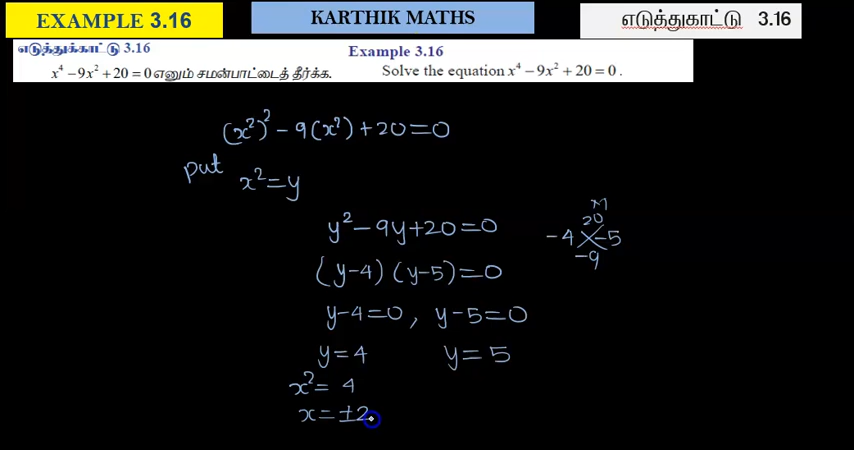 EXAMPLE 3.16 KARTHIK MATHS எடுத்துகாட்டு 3.16
எடுத்துக்காட்டு 3.16 Example 3.16
x⁴ − 9x² + 20 = 0 எனும் சமன்பாட்டைத் தீர்க்க. Solve the equation x⁴ − 9x² + 20 = 0 .
(x²)² − 9(x²) + 20 = 0
put x² = y
M
y² − 9y + 20 = 0 20
−4 −5
−9
(y−4) (y−5) = 0
y−4 = 0 , y−5 = 0
y = 4 y = 5
x² = 4
x = ±2